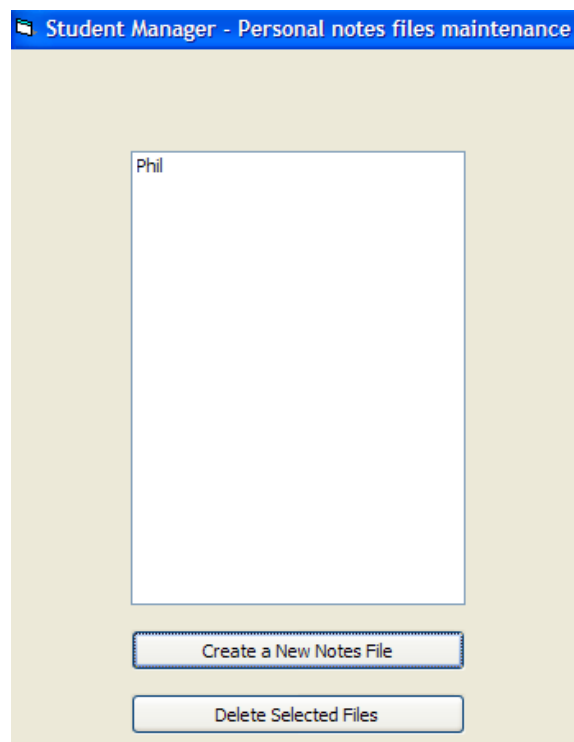 Student Manager - Personal notes files maintenance
Phil
Create a New Notes File
Delete Selected Files